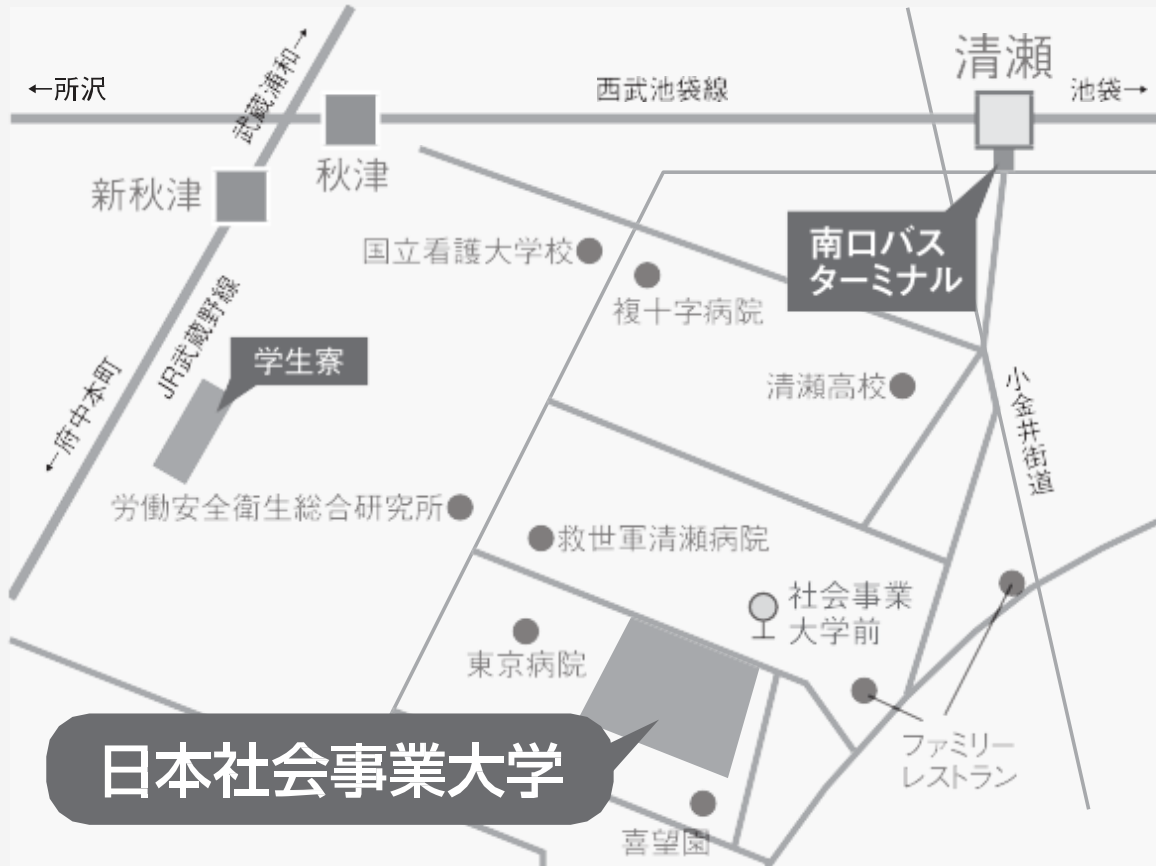 清瀬
←所沢
武蔵浦和→
西武池袋線
池袋→
秋津
新秋津
南口バス
ターミナル
国立看護大学校
複十字病院
JR武蔵野線
学生寮
清瀬高校
小金井街道
←府中本町
労働安全衛生総合研究所
救世軍清瀬病院
社会事業
大学前
東京病院
ファミリー
レストラン
日本社会事業大学
喜望園